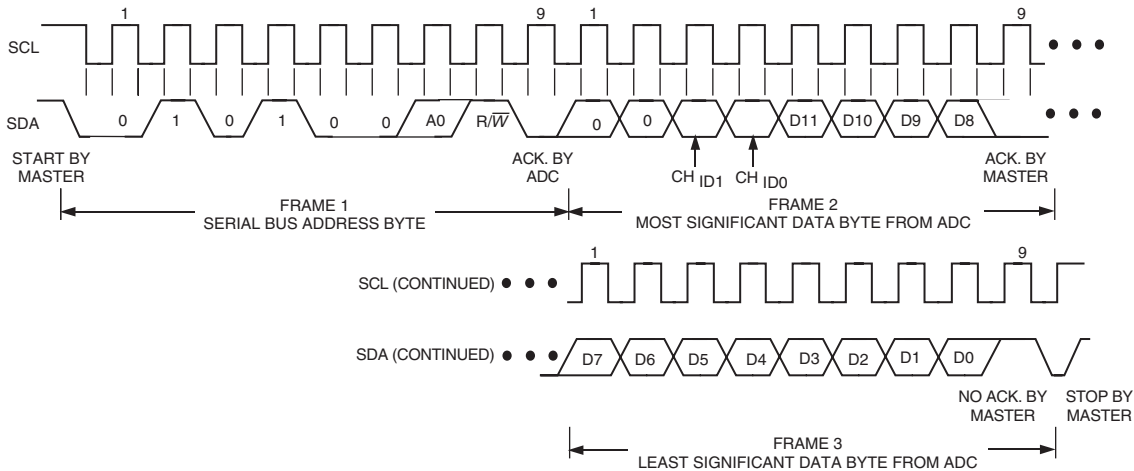 1 9 1 9
SCL
SDA 0 1 0 1 0 0 A0 R/W̅ 0 0 D11 D10 D9 D8
START BY MASTER
ACK. BY ADC
CH ID1 CH ID0
ACK. BY MASTER
FRAME 1
SERIAL BUS ADDRESS BYTE
FRAME 2
MOST SIGNIFICANT DATA BYTE FROM ADC
1 9
SCL (CONTINUED)
SDA (CONTINUED) D7 D6 D5 D4 D3 D2 D1 D0
NO ACK. BY MASTER
STOP BY MASTER
FRAME 3
LEAST SIGNIFICANT DATA BYTE FROM ADC